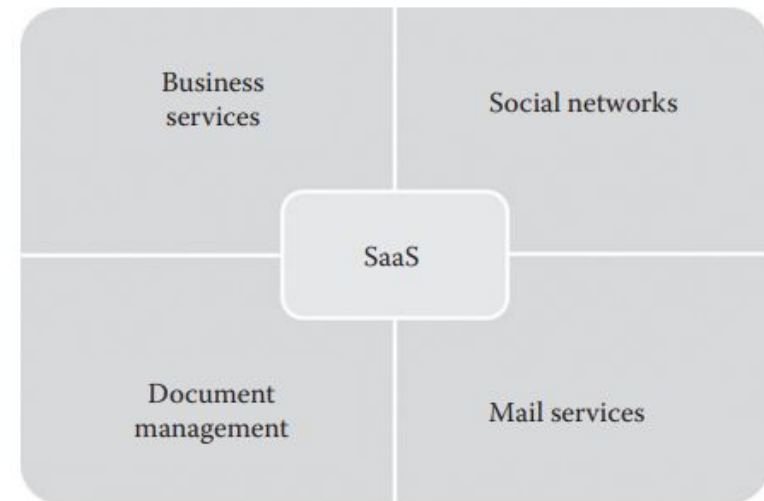 Business
services
Social networks
SaaS
Document
management
Mail services